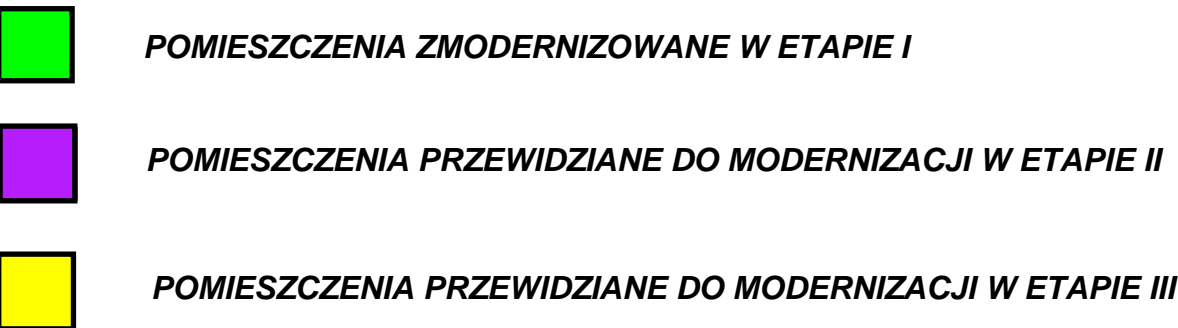 POMIESZCZENIA ZMODERNIZOWANE W ETAPIE I
POMIESZCZENIA PRZEWIDZIANE DO MODERNIZACJI W ETAPIE II
POMIESZCZENIA PRZEWIDZIANE DO MODERNIZACJI W ETAPIE III